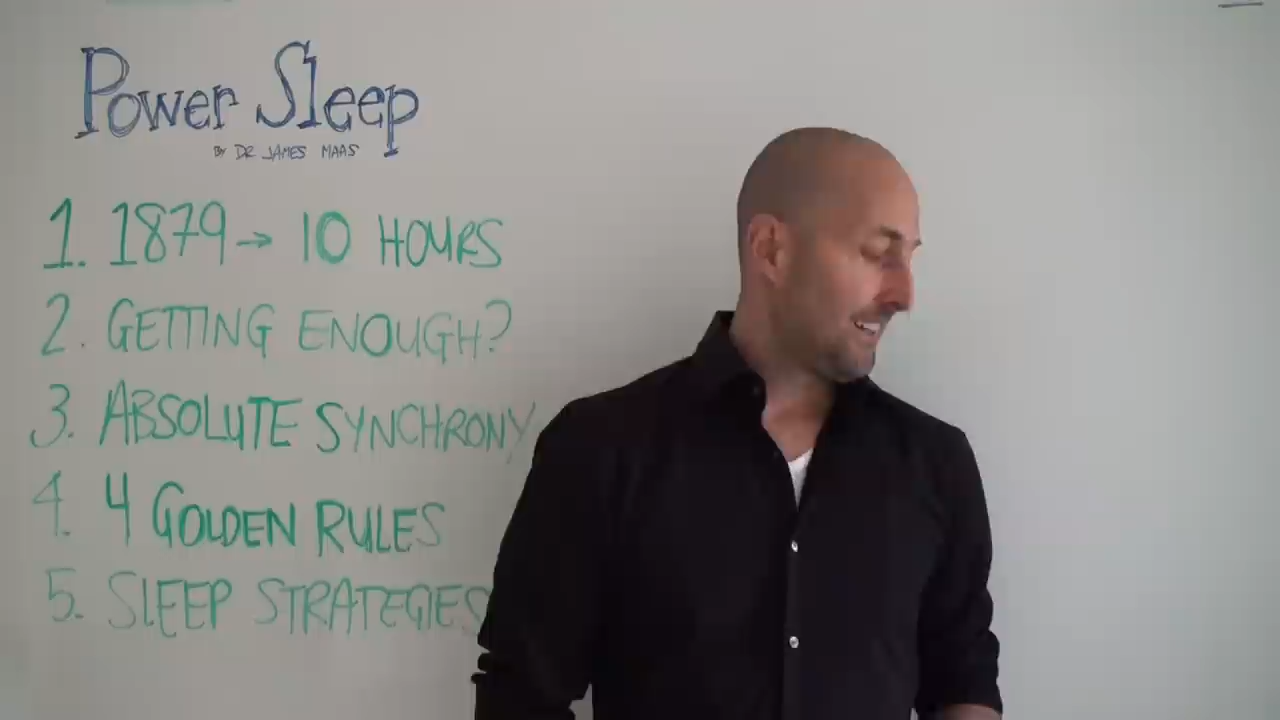 Power Sleep
BY DR JAMES MAAS
1. 1879 → 10 HOURS
2. GETTING ENOUGH?
3. ABSOLUTE SYNCHRONY
4. 4 GOLDEN RULES
5. SLEEP STRATEGIES